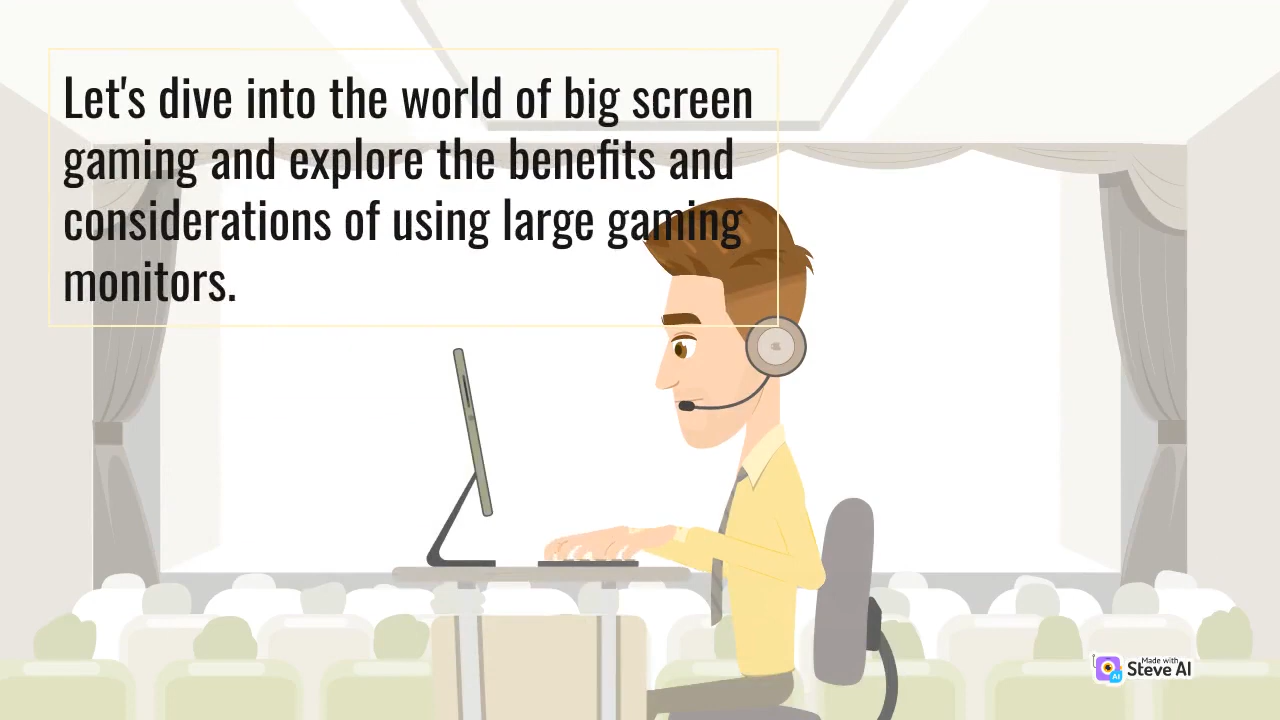 Let's dive into the world of big screen
gaming and explore the benefits and
considerations of using large gaming
monitors.
Made with
Steve AI
AI